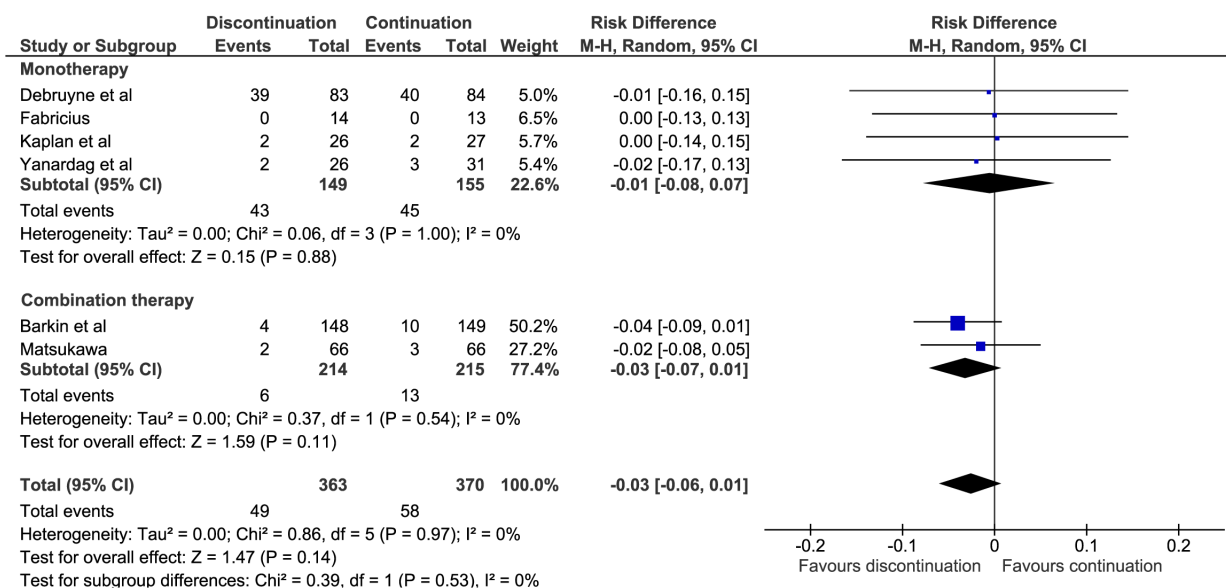 Discontinuation Continuation Risk Difference Risk Difference
Study or Subgroup Events Total Events Total Weight M-H, Random, 95% CI M-H, Random, 95% CI
Monotherapy
Debruyne et al 39 83 40 84 5.0% -0.01 [-0.16, 0.15]
Fabricius 0 14 0 13 6.5% 0.00 [-0.13, 0.13]
Kaplan et al 2 26 2 27 5.7% 0.00 [-0.14, 0.15]
Yanardag et al 2 26 3 31 5.4% -0.02 [-0.17, 0.13]
Subtotal (95% CI) 149 155 22.6% -0.01 [-0.08, 0.07]
Total events 43 45
Heterogeneity: Tau² = 0.00; Chi² = 0.06, df = 3 (P = 1.00); I² = 0%
Test for overall effect: Z = 0.15 (P = 0.88)
Combination therapy
Barkin et al 4 148 10 149 50.2% -0.04 [-0.09, 0.01]
Matsukawa 2 66 3 66 27.2% -0.02 [-0.08, 0.05]
Subtotal (95% CI) 214 215 77.4% -0.03 [-0.07, 0.01]
Total events 6 13
Heterogeneity: Tau² = 0.00; Chi² = 0.37, df = 1 (P = 0.54); I² = 0%
Test for overall effect: Z = 1.59 (P = 0.11)
Total (95% CI) 363 370 100.0% -0.03 [-0.06, 0.01]
Total events 49 58
Heterogeneity: Tau² = 0.00; Chi² = 0.86, df = 5 (P = 0.97); I² = 0%
Test for overall effect: Z = 1.47 (P = 0.14)
Test for subgroup differences: Chi² = 0.39, df = 1 (P = 0.53), I² = 0%
-0.2 -0.1 0 0.1 0.2
Favours discontinuation Favours continuation